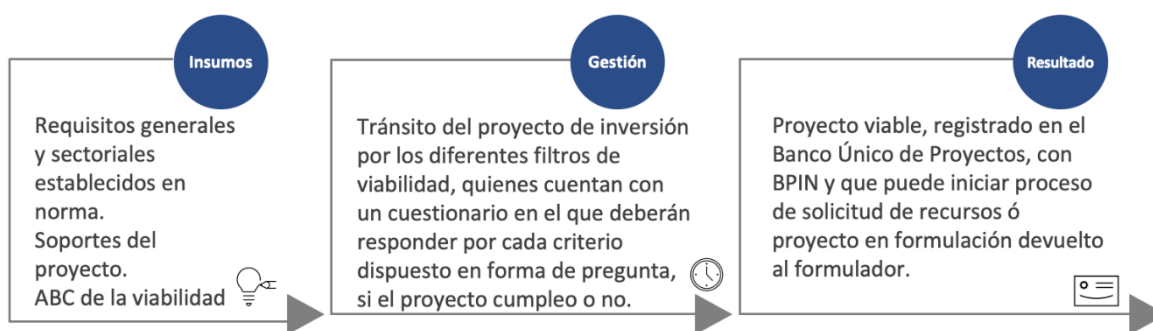 Insumos
Requisitos generales
y sectoriales
establecidos en
norma.
Soportes del
proyecto.
ABC de la viabilidad
Gestión
Tránsito del proyecto de inversión
por los diferentes filtros de
viabilidad, quienes cuentan con
un cuestionario en el que deberán
responder por cada criterio
dispuesto en forma de pregunta,
si el proyecto cumpleo o no.
Resultado
Proyecto viable, registrado en el
Banco Único de Proyectos, con
BPIN y que puede iniciar proceso
de solicitud de recursos ó
proyecto en formulación devuelto
al formulador.